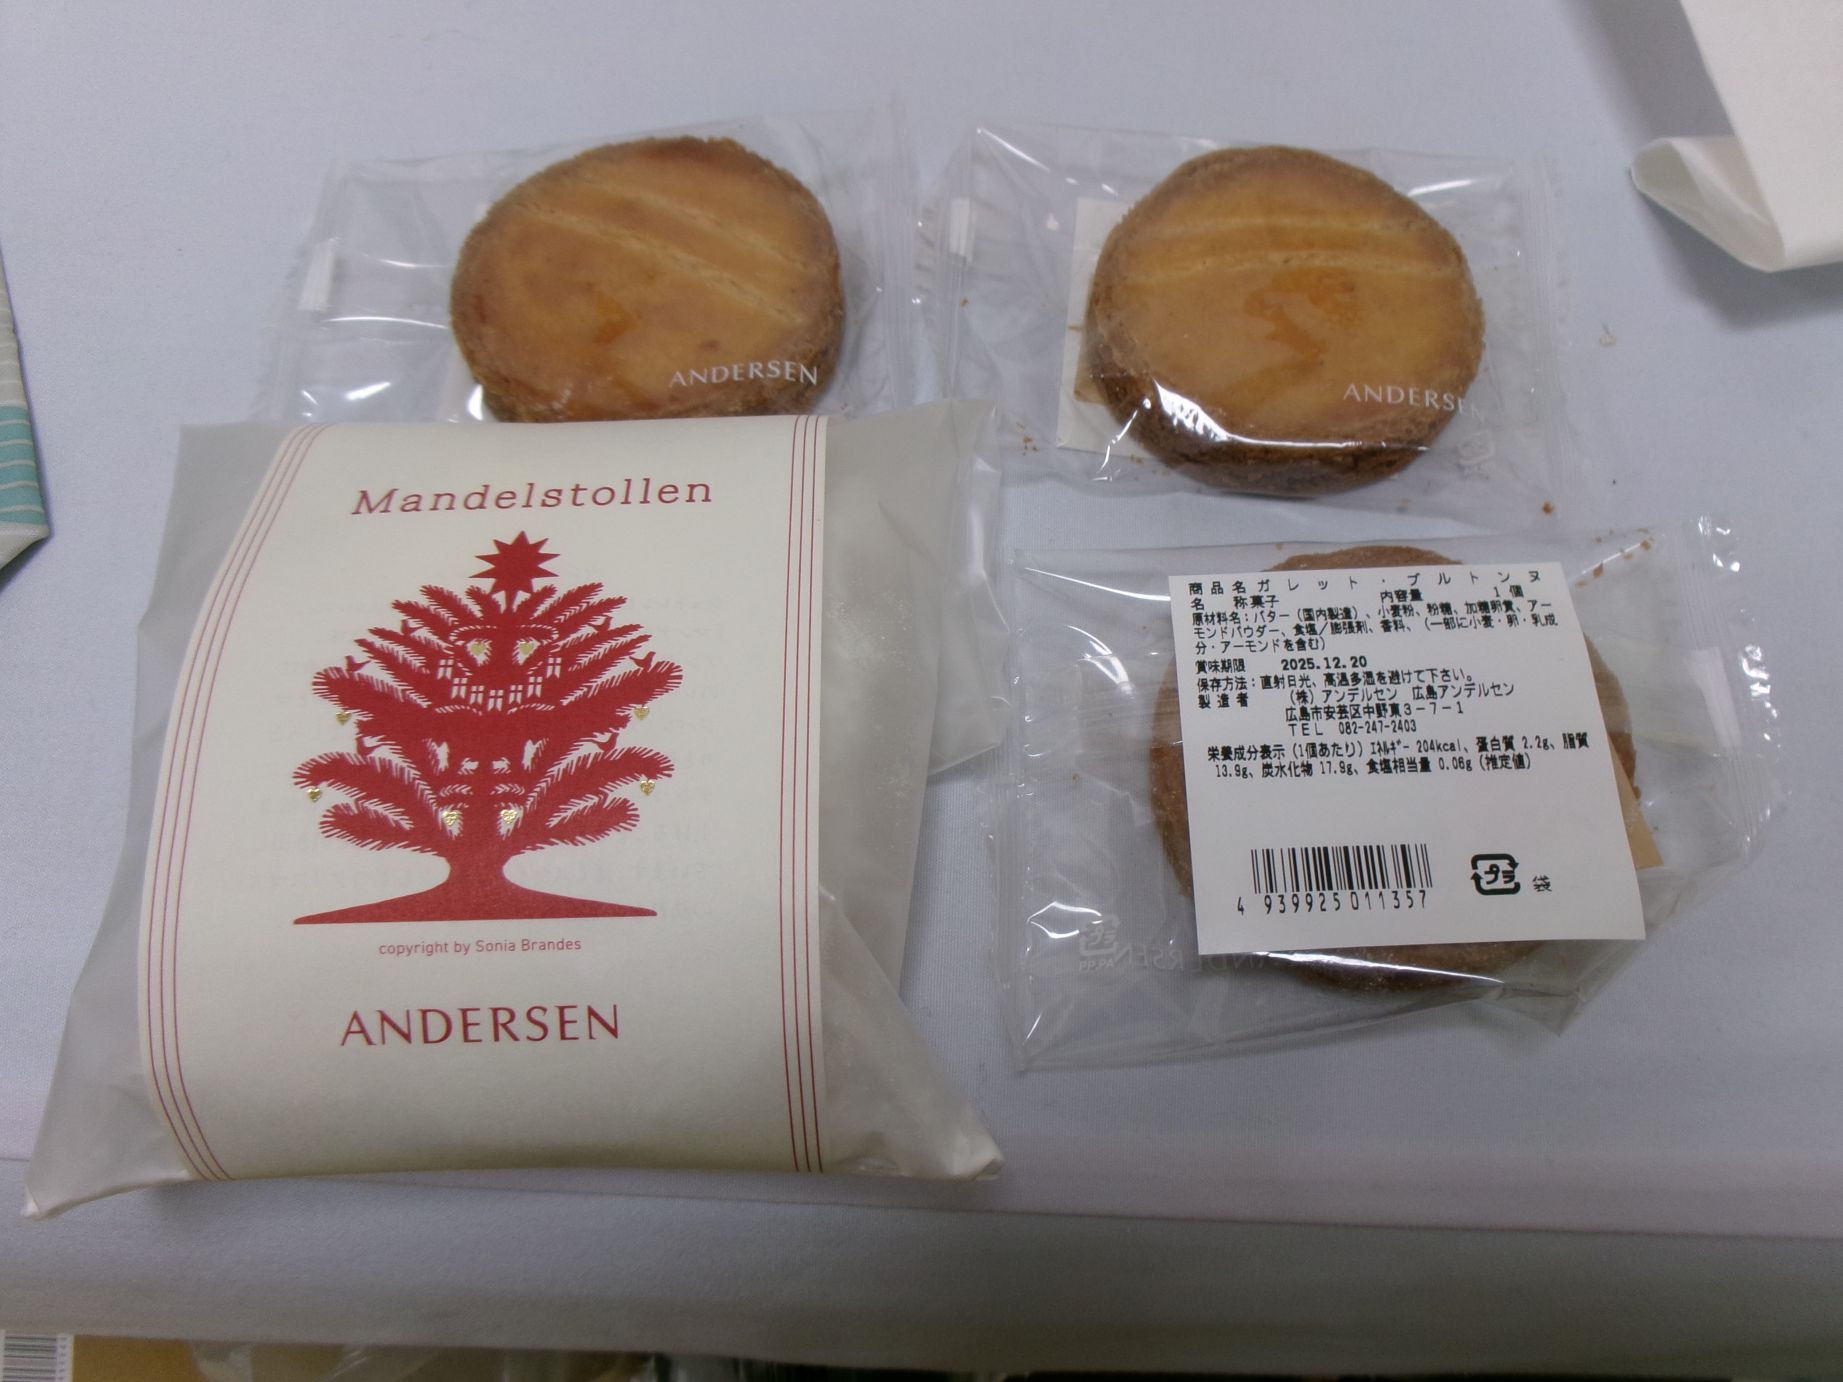 ANDERSEN
ANDERSEN
Mandelstollen
copyright by Sonia Brandes
ANDERSEN
商品名ガレット・ブルトンヌ
名称菓子 内容量 1個
原材料名:バター(国内製造)、小麦粉、粉糖、加糖卵黄、アー
モンドパウダー、食塩/膨張剤、香料、(一部に小麦・卵・乳成
分・アーモンドを含む)
賞味期限 2025.12.20
保存方法:直射日光、高温多湿を避けて下さい。
製造者 (株)アンデルセン 広島アンデルセン
広島市安芸区中野東3-7-1
TEL 082-247-2403
栄養成分表示(1個あたり)エネルギー 204kcal、蛋白質 2.2g、脂質
13.9g、炭水化物 17.9g、食塩相当量 0.06g(推定値)
4 939925 011357
プラ 袋
プラ
PP,PA
ANDERSEN